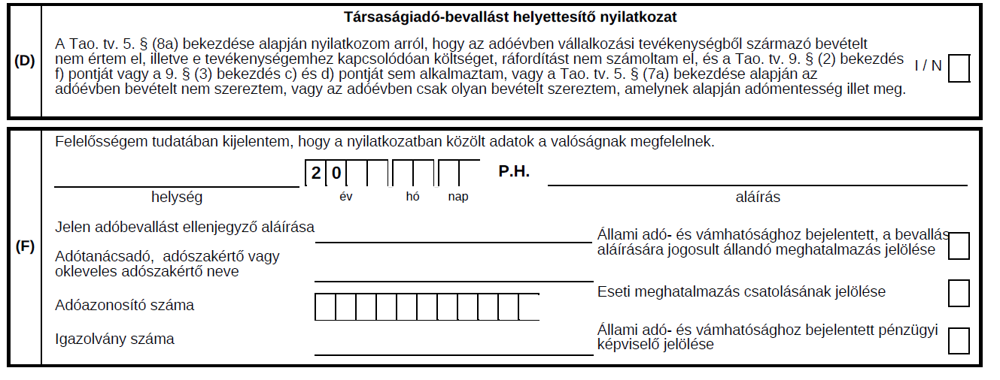 Társaságiadó-bevallást helyettesítő nyilatkozat
(D)
A Tao. tv. 5. § (8a) bekezdése alapján nyilatkozom arról, hogy az adóévben vállalkozási tevékenységből származó bevételt
nem értem el, illetve e tevékenységemhez kapcsolódóan költséget, ráfordítást nem számoltam el, és a Tao. tv. 9. § (2) bekezdés
f) pontját vagy a 9. § (3) bekezdés c) és d) pontját sem alkalmaztam, vagy a Tao. tv. 5. § (7a) bekezdése alapján az
adóévben bevételt nem szereztem, vagy az adóévben csak olyan bevételt szereztem, amelynek alapján adómentesség illet meg.
I / N
(F)
Felelősségem tudatában kijelentem, hogy a nyilatkozatban közölt adatok a valóságnak megfelelnek.
2 0
P.H.
helység
év
hó
nap
aláírás
Jelen adóbevallást ellenjegyző aláírása
Adótanácsadó, adószakértő vagy
okleveles adószakértő neve
Adóazonosító száma
Igazolvány száma
Állami adó- és vámhatósághoz bejelentett, a bevallás
aláírására jogosult állandó meghatalmazás jelölése
Eseti meghatalmazás csatolásának jelölése
Állami adó- és vámhatósághoz bejelentett pénzügyi
képviselő jelölése